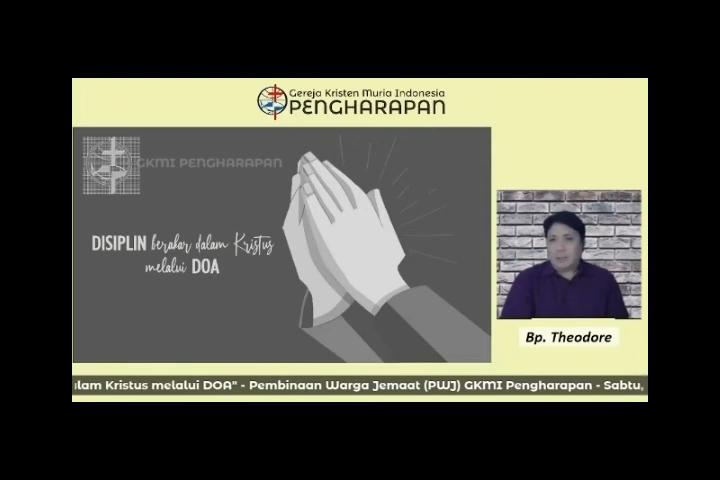 Gereja Kristen Muria Indonesia
PENGHARAPAN
GKMI PENGHARAPAN
DISIPLIN berakar dalam Kristus
melalui DOA
Bp. Theodore
alam Kristus melalui DOA" - Pembinaan Warga Jemaat (PWJ) GKMI Pengharapan - Sabtu,